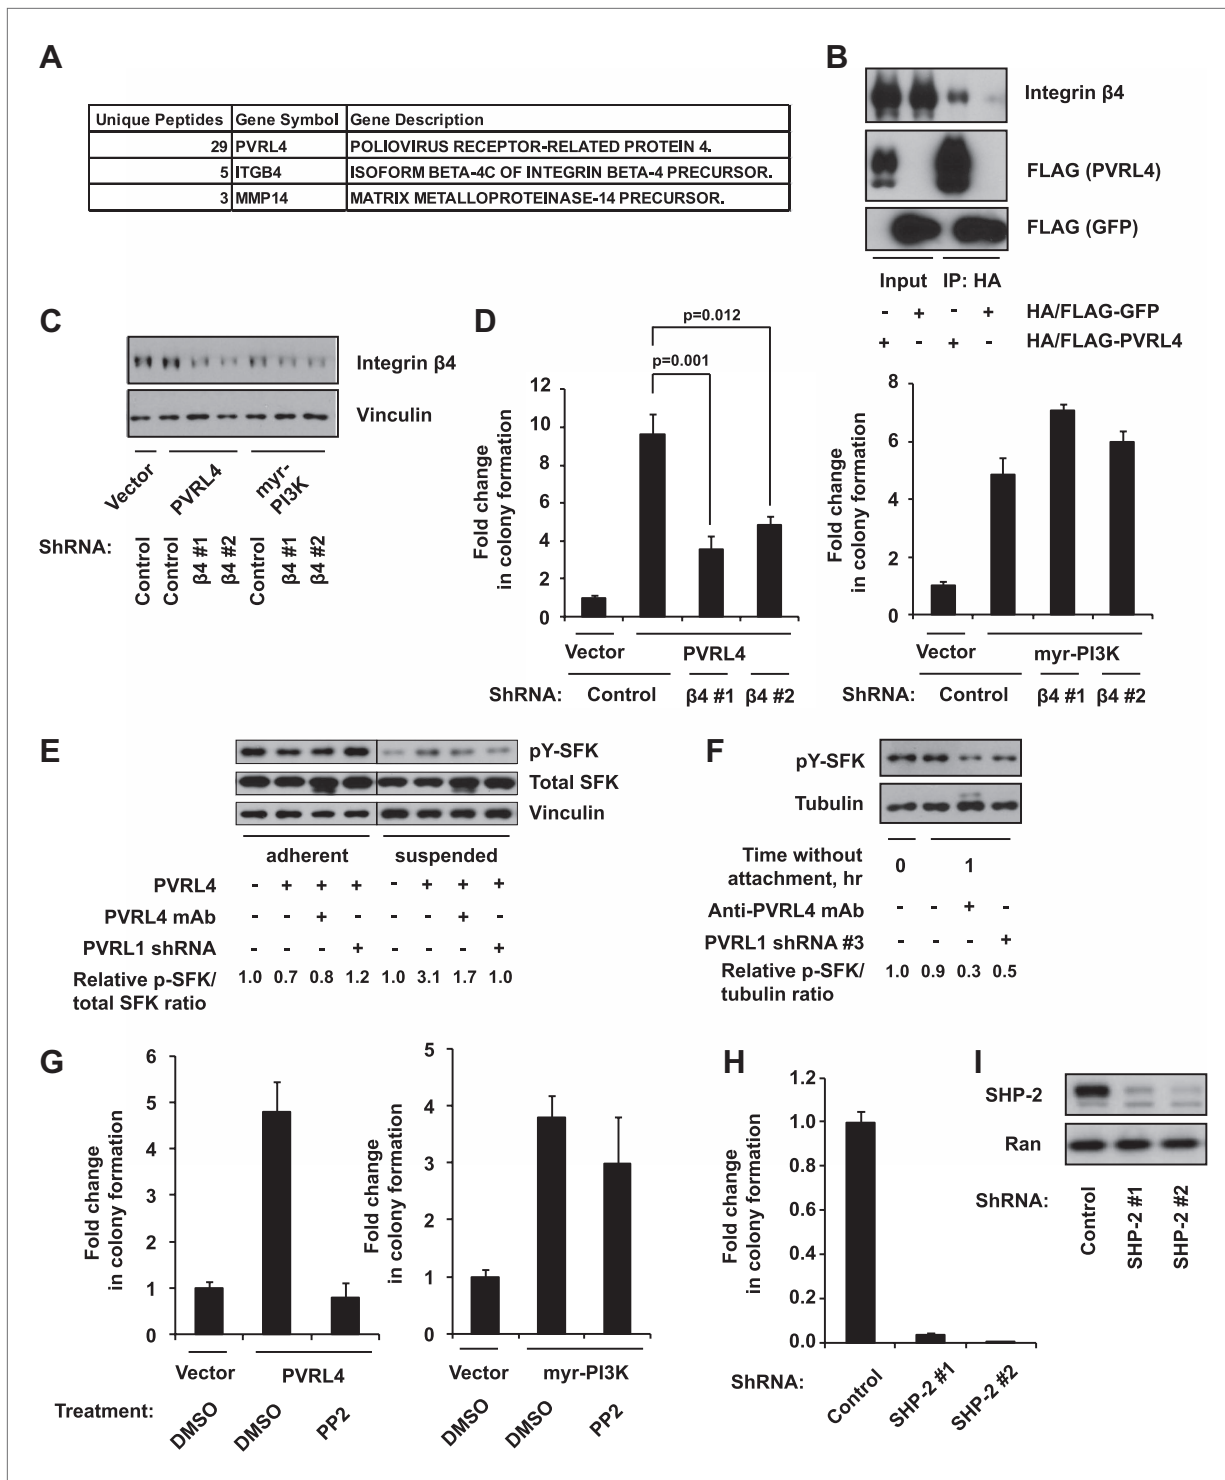 A
Unique Peptides Gene Symbol Gene Description
29 PVRL4 POLIOVIRUS RECEPTOR-RELATED PROTEIN 4.
5 ITGB4 ISOFORM BETA-4C OF INTEGRIN BETA-4 PRECURSOR.
3 MMP14 MATRIX METALLOPROTEINASE-14 PRECURSOR.
B
Integrin β4
FLAG (PVRL4)
FLAG (GFP)
Input IP: HA
- + - + HA/FLAG-GFP
+ - + - HA/FLAG-PVRL4
C
Integrin β4
Vinculin
Vector
PVRL4
myr-
PI3K
ShRNA:
Control
Control
β4 #1
β4 #2
Control
β4 #1
β4 #2
D
p=0.012
p=0.001
Fold change
in colony formation
12
10
8
6
4
2
0
Vector PVRL4
ShRNA: Control β4 #1 β4 #2
Fold change
in colony formation
8
6
4
2
0
Vector myr-PI3K
ShRNA: Control β4 #1 β4 #2
E
pY-SFK
Total SFK
Vinculin
adherent suspended
PVRL4 - + + + - + + +
PVRL4 mAb - - + - - - + -
PVRL1 shRNA - - - + - - - +
Relative p-SFK/ 1.0 0.7 0.8 1.2 1.0 3.1 1.7 1.0
total SFK ratio
F
pY-SFK
Tubulin
Time without
attachment, hr 0 1
Anti-PVRL4 mAb - - + -
PVRL1 shRNA #3 - - - +
Relative p-SFK/ 1.0 0.9 0.3 0.5
tubulin ratio
G
Fold change
in colony formation
6
5
4
3
2
1
0
Vector PVRL4
Treatment:
DMSO
DMSO
PP2
Fold change
in colony formation
5
4
3
2
1
0
Vector myr-PI3K
DMSO
DMSO
PP2
H
Fold change
in colony formation
1.2
1.0
0.8
0.6
0.4
0.2
0.0
ShRNA:
Control
SHP-2 #1
SHP-2 #2
I
SHP-2
Ran
ShRNA:
Control
SHP-2 #1
SHP-2 #2